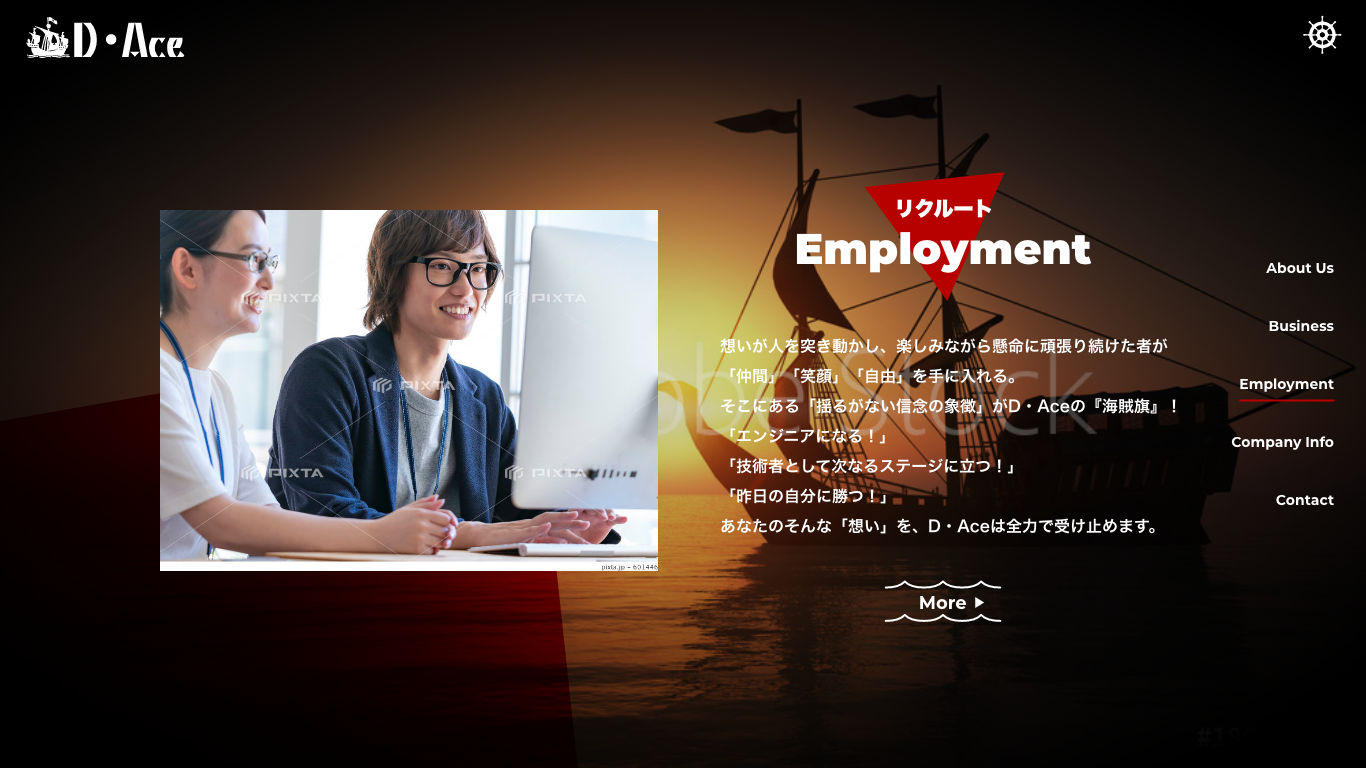 D・Ace
リクルート
Employment
想いが人を突き動かし、楽しみながら懸命に頑張り続けた者が
「仲間」「笑顔」「自由」を手に入れる。
そこにある「揺るがない信念の象徴」がD・Aceの『海賊旗』！
「エンジニアになる！」
「技術者として次なるステージに立つ！」
「昨日の自分に勝つ！」
あなたのそんな「想い」を、D・Aceは全力で受け止めます。
More
About Us
Business
Employment
Company Info
Contact
PIXTA
PIXTA
PIXTA
PIXTA
PIXTA
pixta.jp - 601446
obe Stock